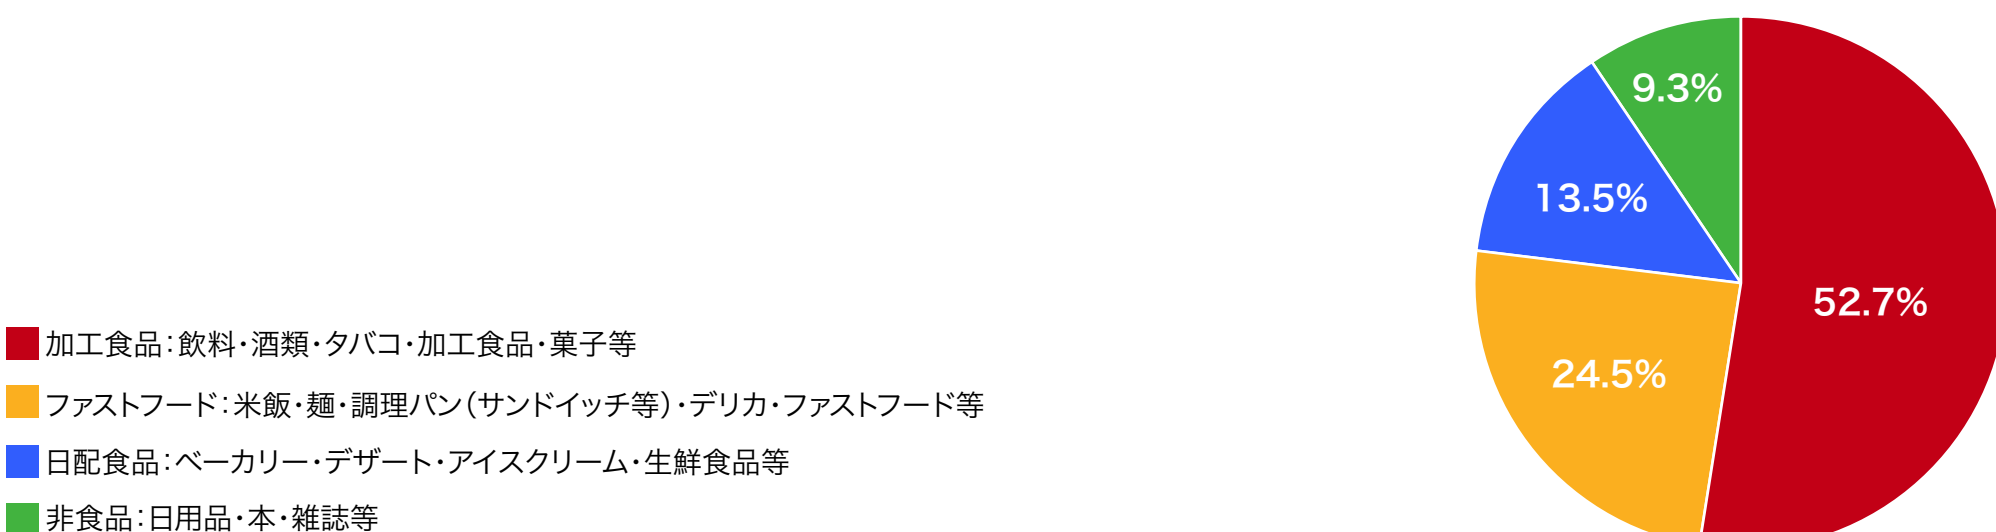 9.3%
13.5%
52.7%
24.5%
加工食品：飲料・酒類・タバコ・加工食品・菓子等
ファストフード：米飯・麺・調理パン（サンドイッチ等）・デリカ・ファストフード等
日配食品：ベーカリー・デザート・アイスクリーム・生鮮食品等
非食品：日用品・本・雑誌等